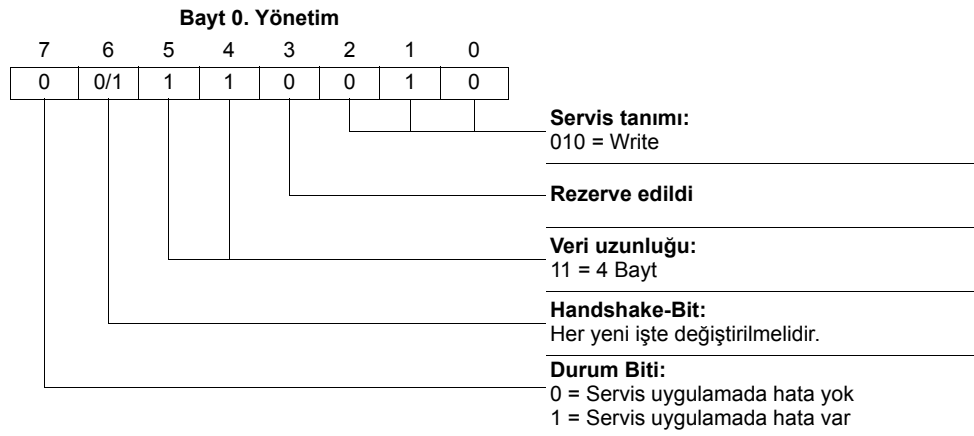 Bayt 0. Yönetim
7 6 5 4 3 2 1 0
0 0/1 1 1 0 0 1 0
Servis tanımı:
010 = Write
Rezerve edildi
Veri uzunluğu:
11 = 4 Bayt
Handshake-Bit:
Her yeni işte değiştirilmelidir.
Durum Biti:
0 = Servis uygulamada hata yok
1 = Servis uygulamada hata var